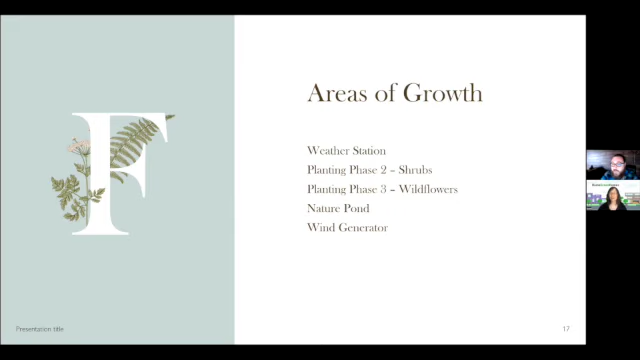 F
Areas of Growth
Weather Station
Planting Phase 2 – Shrubs
Planting Phase 3 – Wildflowers
Nature Pond
Wind Generator
Presentation title
17